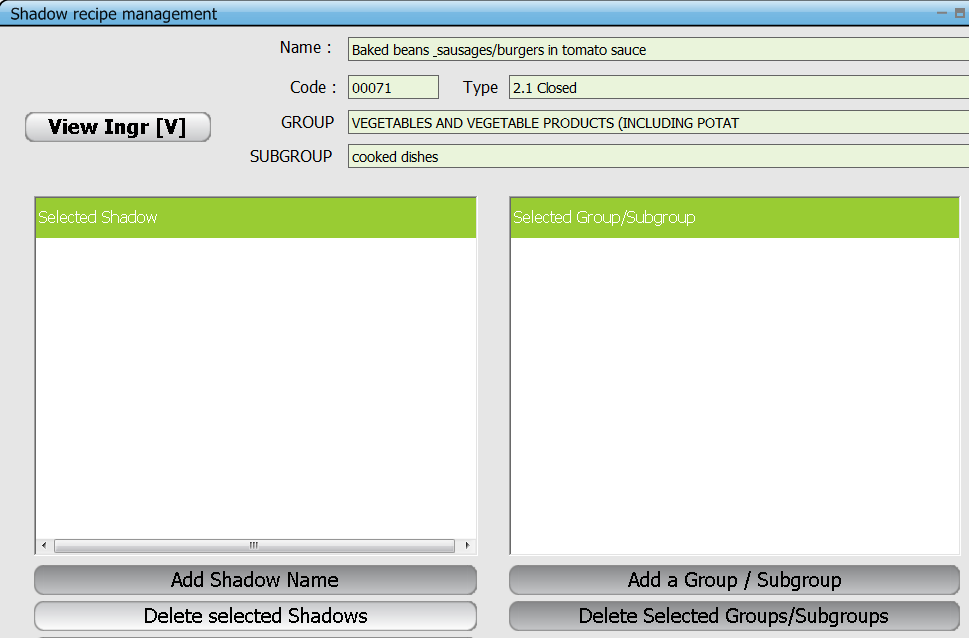 Shadow recipe management
Name : Baked beans _sausages/burgers in tomato sauce
Code : 00071 Type 2.1 Closed
View Ingr [V]
GROUP VEGETABLES AND VEGETABLE PRODUCTS (INCLUDING POTAT
SUBGROUP cooked dishes
Selected Shadow
Selected Group/Subgroup
Add Shadow Name
Add a Group / Subgroup
Delete selected Shadows
Delete Selected Groups/Subgroups